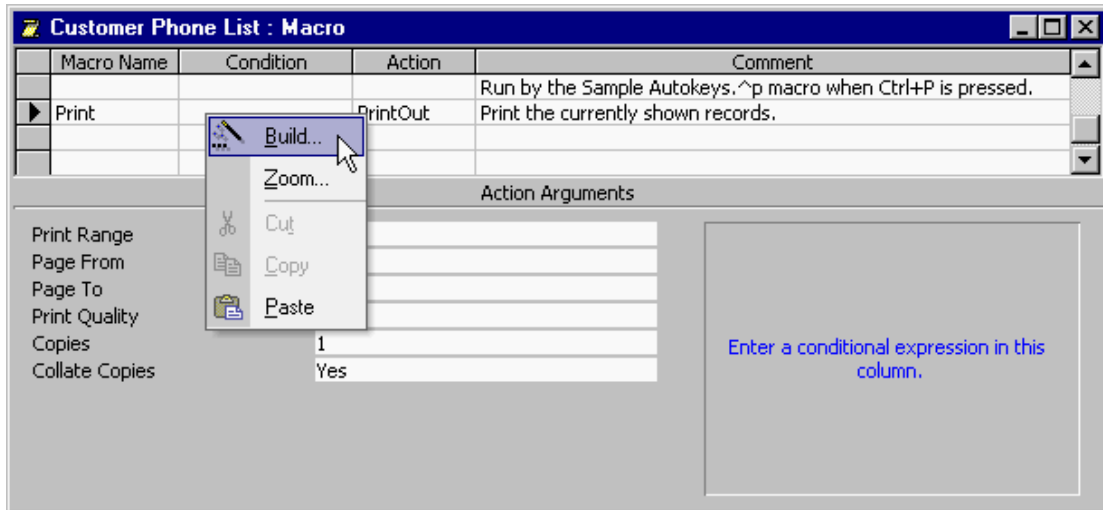 Customer Phone List : Macro
Macro Name Condition Action Comment
Run by the Sample Autokeys.^p macro when Ctrl+P is pressed.
Print PrintOut Print the currently shown records.
Build...
Zoom...
Action Arguments
Cut
Print Range
Page From Copy
Page To
Paste
Print Quality
Copies 1
Enter a conditional expression in this
Collate Copies Yes
column.